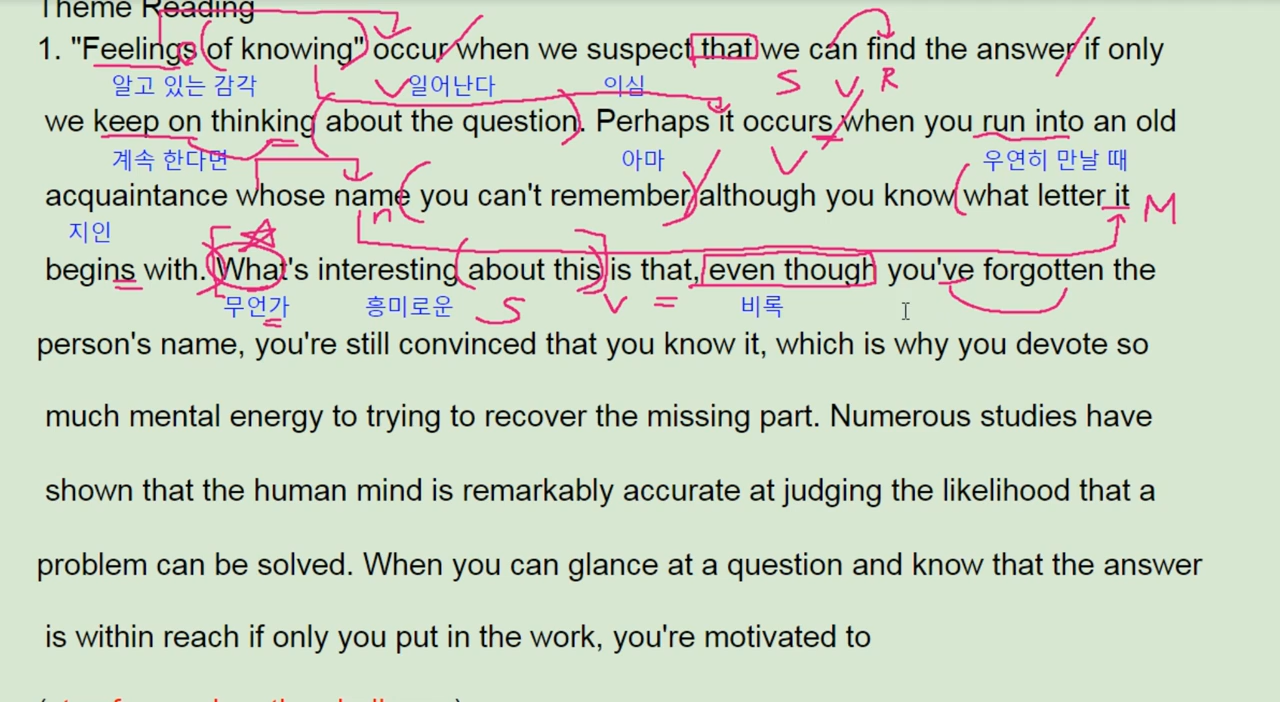 Theme Reading
1. "Feelings of knowing" occur when we suspect that we can find the answer if only
알고 있는 감각 V 일어난다 의심 S V R
we keep on thinking about the question. Perhaps it occurs when you run into an old
계속 한다면 아마 V 우연히 만날 때
acquaintance whose name you can't remember although you know what letter it M
지인 n
begins with. What's interesting about this is that, even though you've forgotten the
무언가 흥미로운 S V = 비록
person's name, you're still convinced that you know it, which is why you devote so
much mental energy to trying to recover the missing part. Numerous studies have
shown that the human mind is remarkably accurate at judging the likelihood that a
problem can be solved. When you can glance at a question and know that the answer
is within reach if only you put in the work, you're motivated to